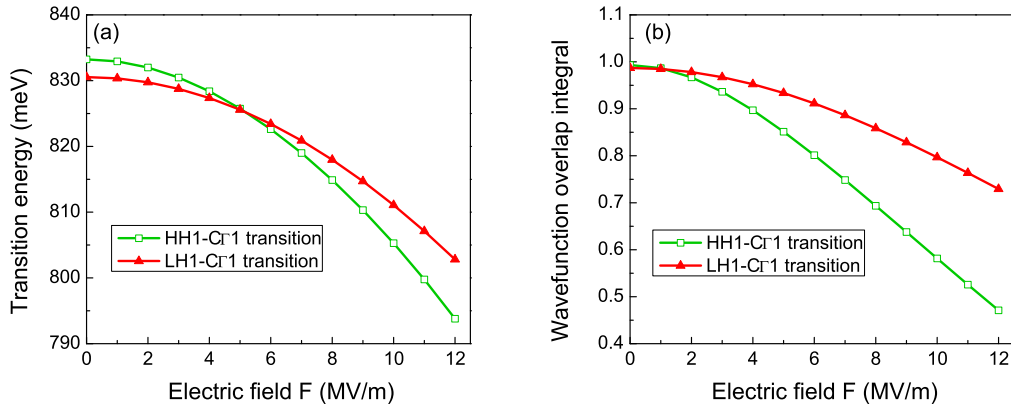 (a)
Transition energy (meV)
840
830
820
810
800
790
HH1-CΓ1 transition
LH1-CΓ1 transition
0 2 4 6 8 10 12
Electric field F (MV/m)
(b)
Wavefunction overlap integral
1.1
1.0
0.9
0.8
0.7
0.6
0.5
0.4
HH1-CΓ1 transition
LH1-CΓ1 transition
0 2 4 6 8 10 12
Electric field F (MV/m)